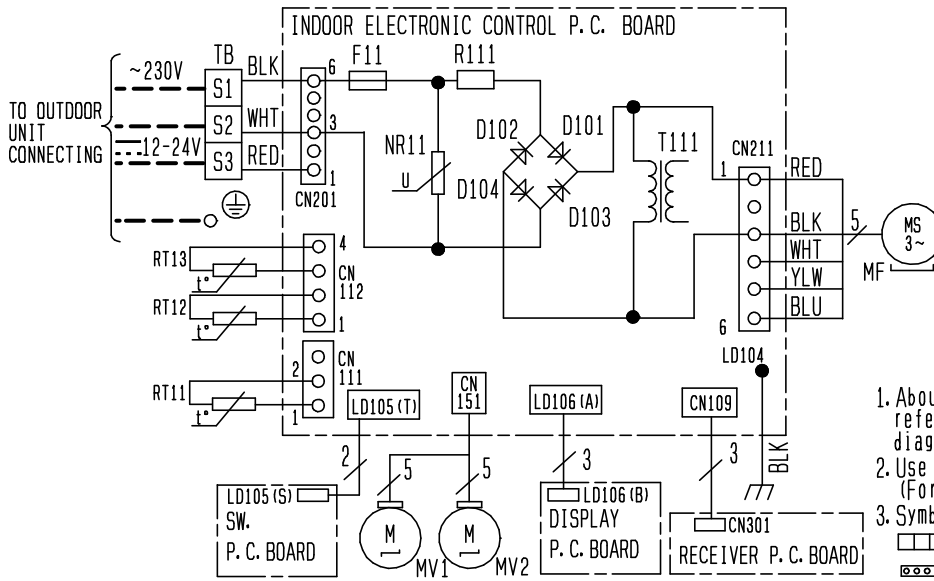 INDOOR ELECTRONIC CONTROL P.C. BOARD
TO OUTDOOR
UNIT
CONNECTING
~230V
12-24V
TB
S1
S2
S3
BLK
WHT
RED
6
3
1
CN201
F11
R111
NR11
U
D102
D101
D104
D103
T111
CN211
1
6
RED
BLK
WHT
YLW
BLU
5
MS
3~
MF
RT13
t°
RT12
t°
4
CN
112
1
RT11
t°
2
CN
111
1
LD105(T)
CN
151
LD106(A)
CN109
LD104
BLK
2
5
5
3
3
LD105(S)
SW.
P.C.BOARD
M
MV1
M
MV2
LD106(B)
DISPLAY
P.C.BOARD
CN301
RECEIVER P.C.BOARD
1. Abou
refe
diag
2. Use
(For
3. Symb